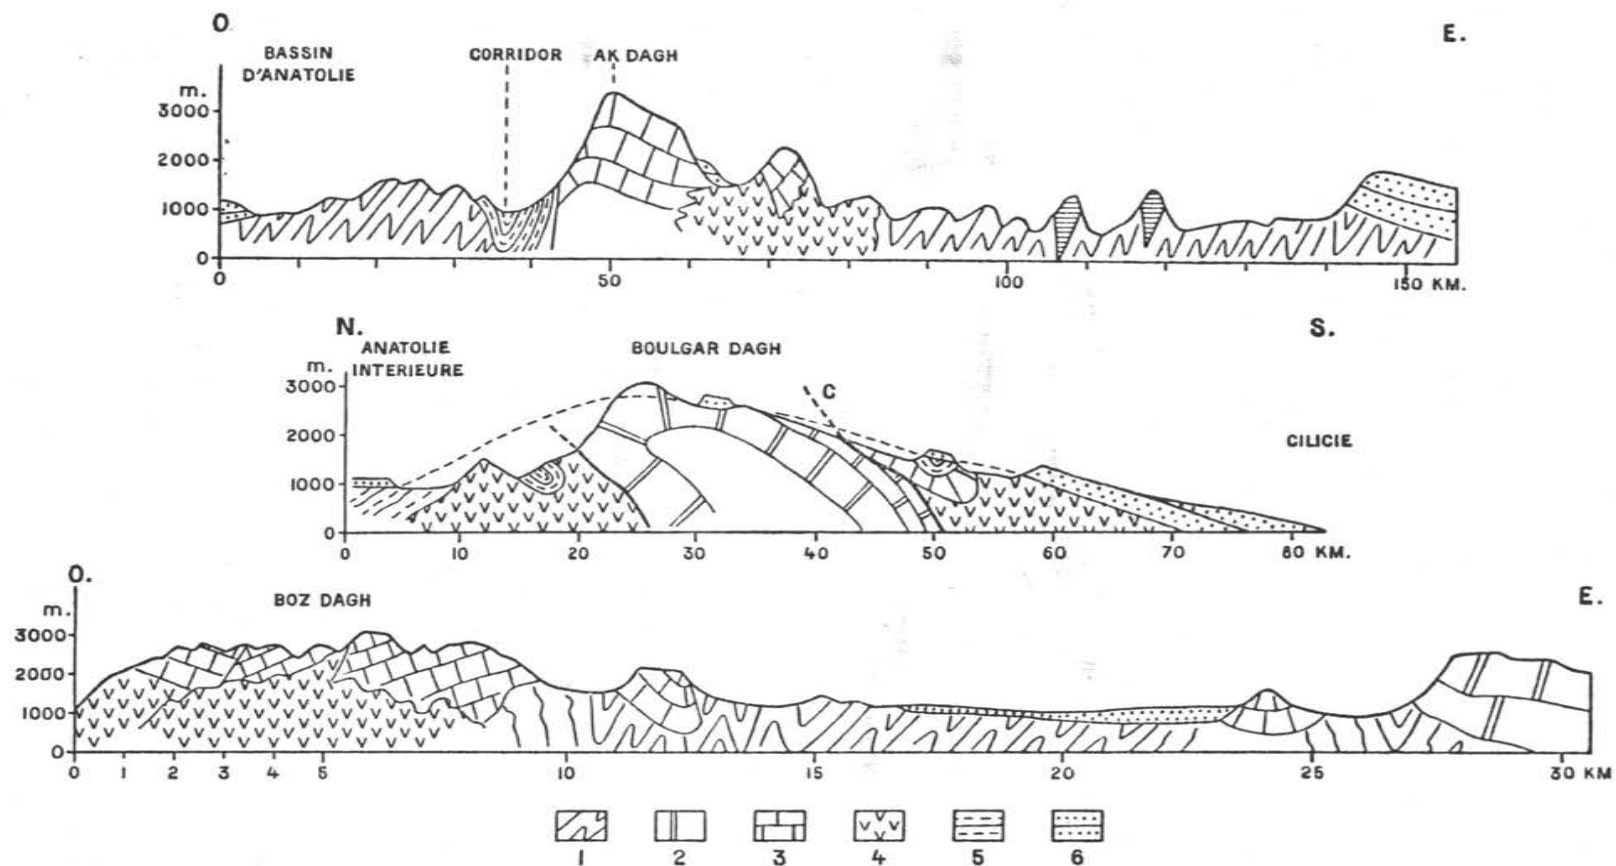 O. E.
BASSIN
D'ANATOLIE
CORRIDOR AK DAGH
m.
3000
2000
1000
0
0 50 100 150 KM.
N. S.
ANATOLIE
INTERIEURE
BOULGAR DAGH
m.
3000
C
2000
CILICIE
1000
0
0 10 20 30 40 50 60 70 80 KM.
O. E.
BOZ DAGH
m.
3000
2000
1000
0
0 1 2 3 4 5 10 15 20 25 30 KM
1 2 3 4 5 6